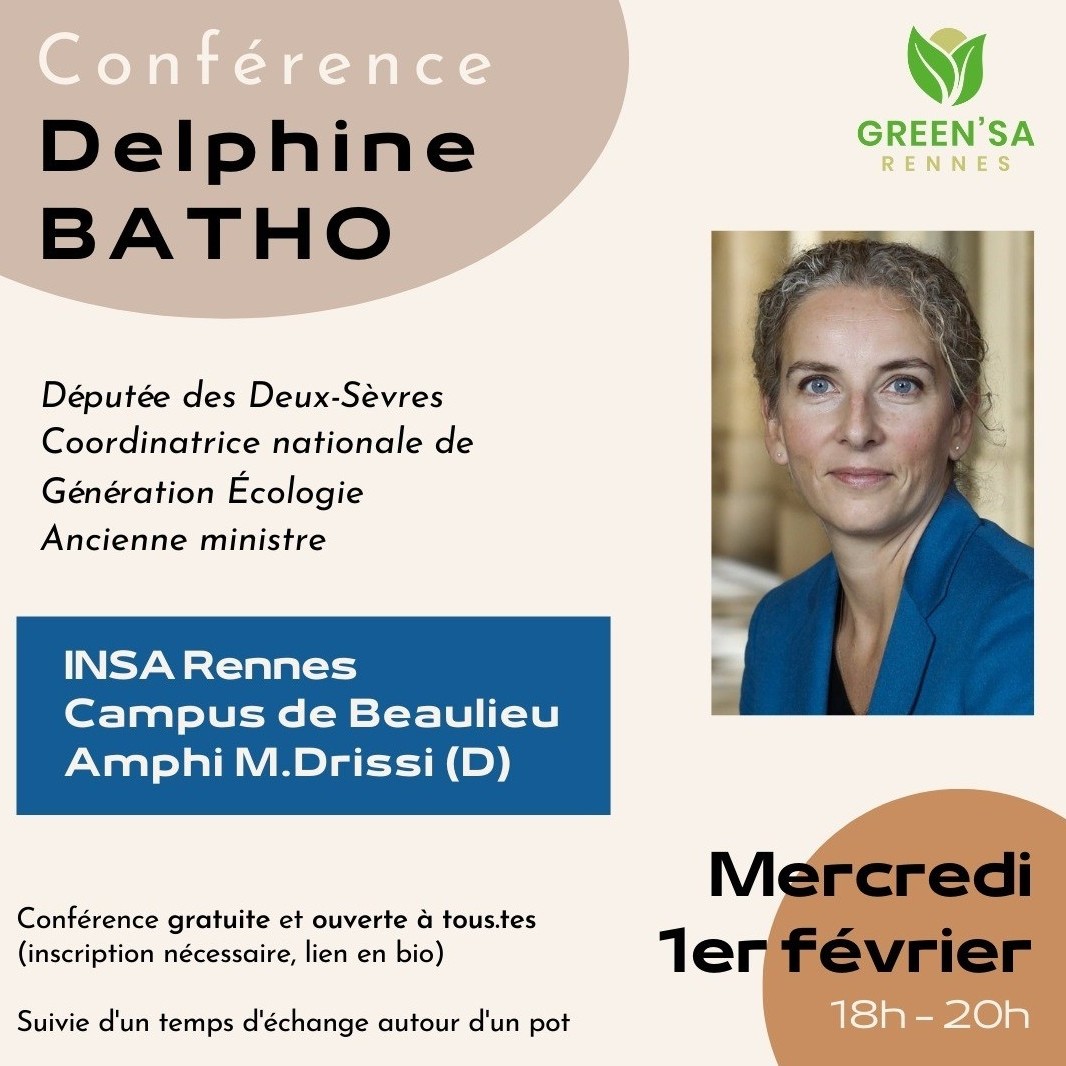 Conférence
Delphine
BATHO
GREEN'SA
RENNES
Députée des Deux-Sèvres
Coordinatrice nationale de
Génération Écologie
Ancienne ministre
INSA Rennes
Campus de Beaulieu
Amphi M.Drissi (D)
Conférence gratuite et ouverte à tous.tes
(inscription nécessaire, lien en bio)
Suivie d'un temps d'échange autour d'un pot
Mercredi
1er février
18h - 20h